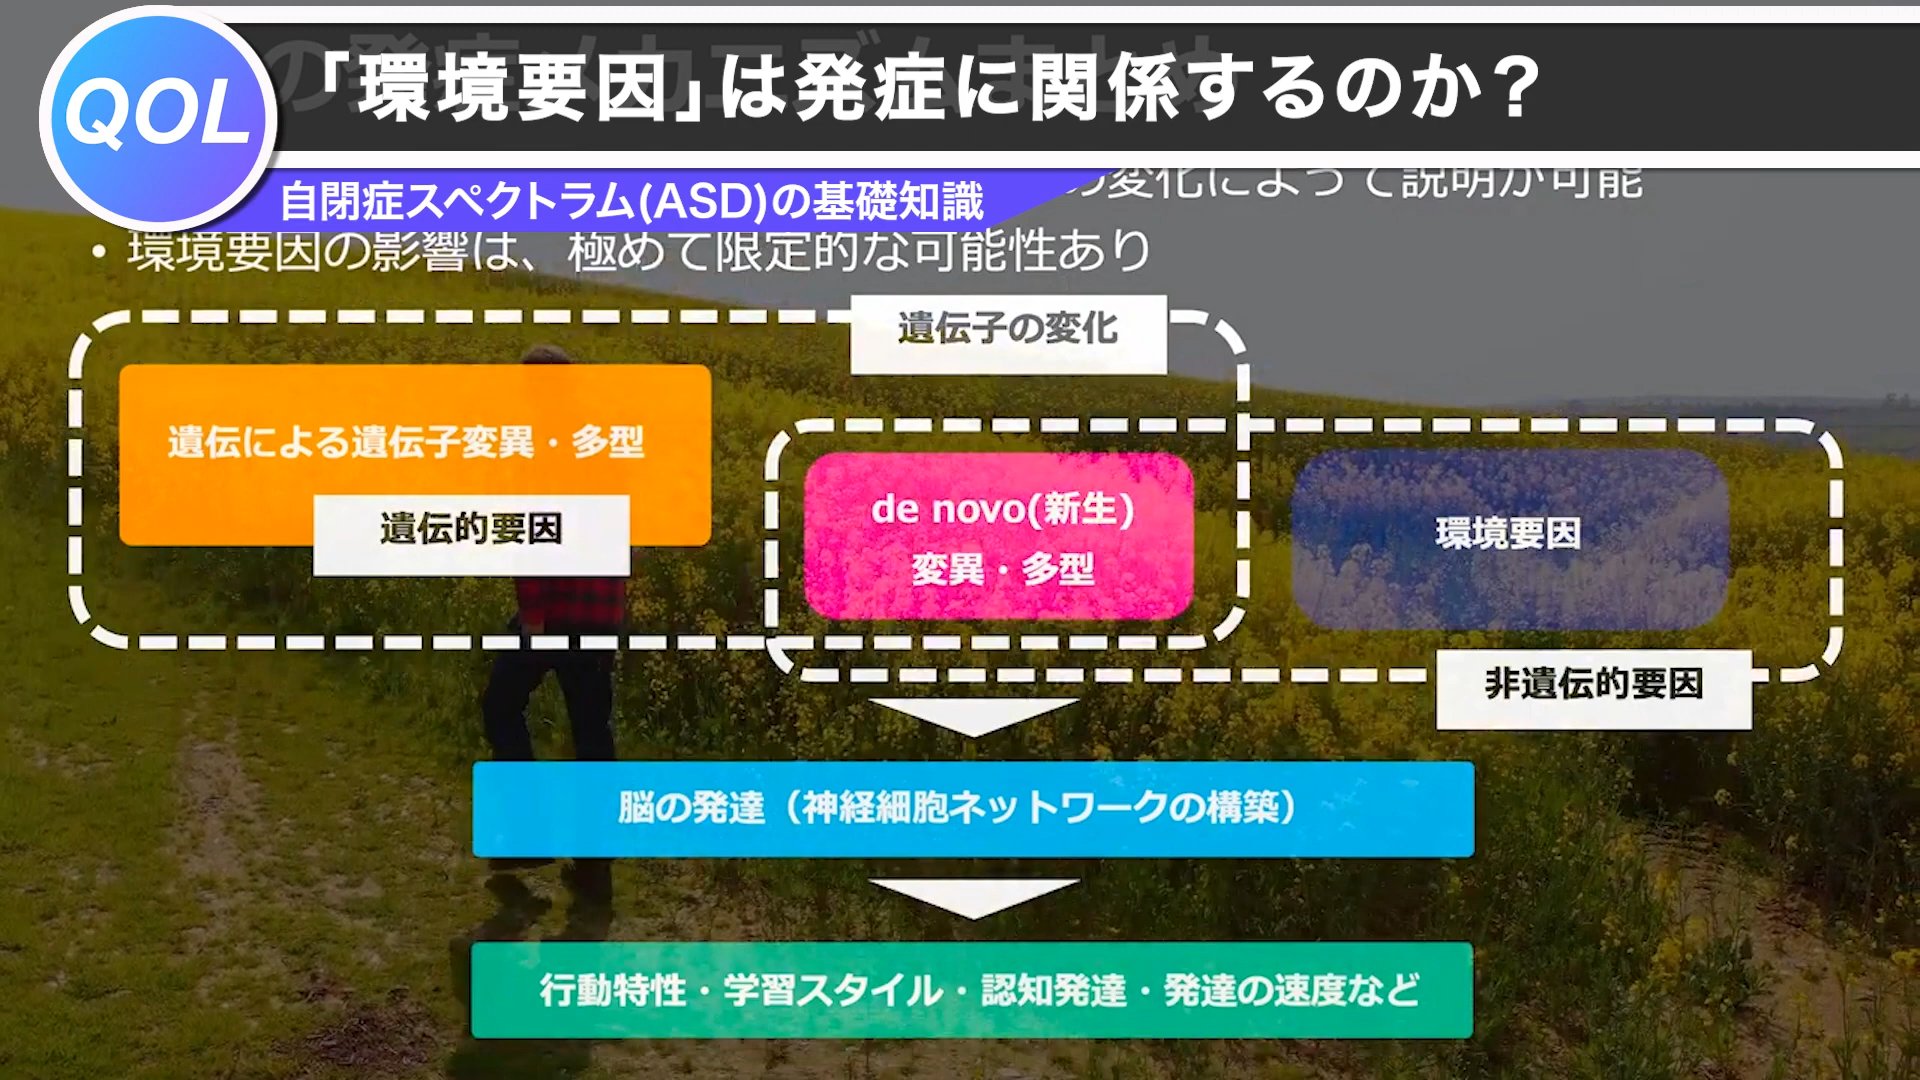 QOL
「環境要因」は発症に関係するのか？
自閉症スペクトラム(ASD)の基礎知識
の変化によって説明が可能
• 環境要因の影響は、極めて限定的な可能性あり
遺伝子の変化
遺伝による遺伝子変異・多型
遺伝的要因
de novo(新生)
変異・多型
環境要因
非遺伝的要因
脳の発達（神経細胞ネットワークの構築）
行動特性・学習スタイル・認知発達・発達の速度など